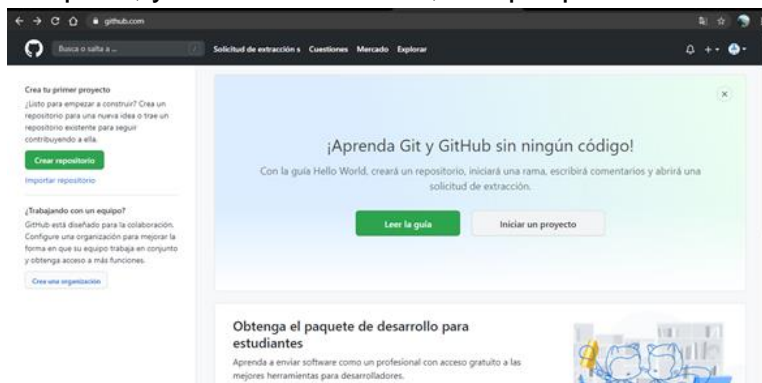 github.com
Busca o salta a ...
Solicitud de extracción s Cuestiones Mercado Explorar
Crea tu primer proyecto
¿Listo para empezar a construir? Crea un
repositorio para una nueva idea o trae un
repositorio existente para seguir
contribuyendo a ella.
Crear repositorio
Importar repositorio
¿Trabajando con un equipo?
GitHub está diseñado para la colaboración.
Configure una organización para mejorar la
forma en que su equipo trabaja en conjunto
y obtenga acceso a más funciones.
Crea una organización
¡Aprenda Git y GitHub sin ningún código!
Con la guía Hello World, creará un repositorio, iniciará una rama, escribirá comentarios y abrirá una
solicitud de extracción.
Leer la guía
Iniciar un proyecto
Obtenga el paquete de desarrollo para
estudiantes
Aprenda a enviar software como un profesional con acceso gratuito a las
mejores herramientas para desarrolladores.